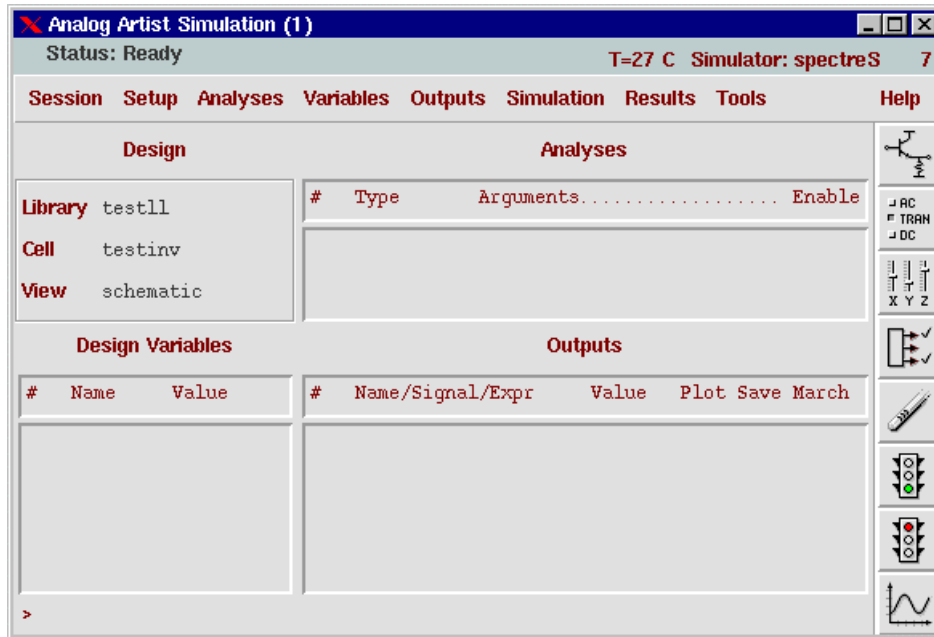 Analog Artist Simulation (1)
Status: Ready
T=27 C Simulator: spectreS 7
Session Setup Analyses Variables Outputs Simulation Results Tools Help
Design
Analyses
Library testll
Cell testinv
View schematic
# Type Arguments.................. Enable
AC
TRAN
DC
X Y Z
Design Variables
Outputs
# Name Value
# Name/Signal/Expr Value Plot Save March
>